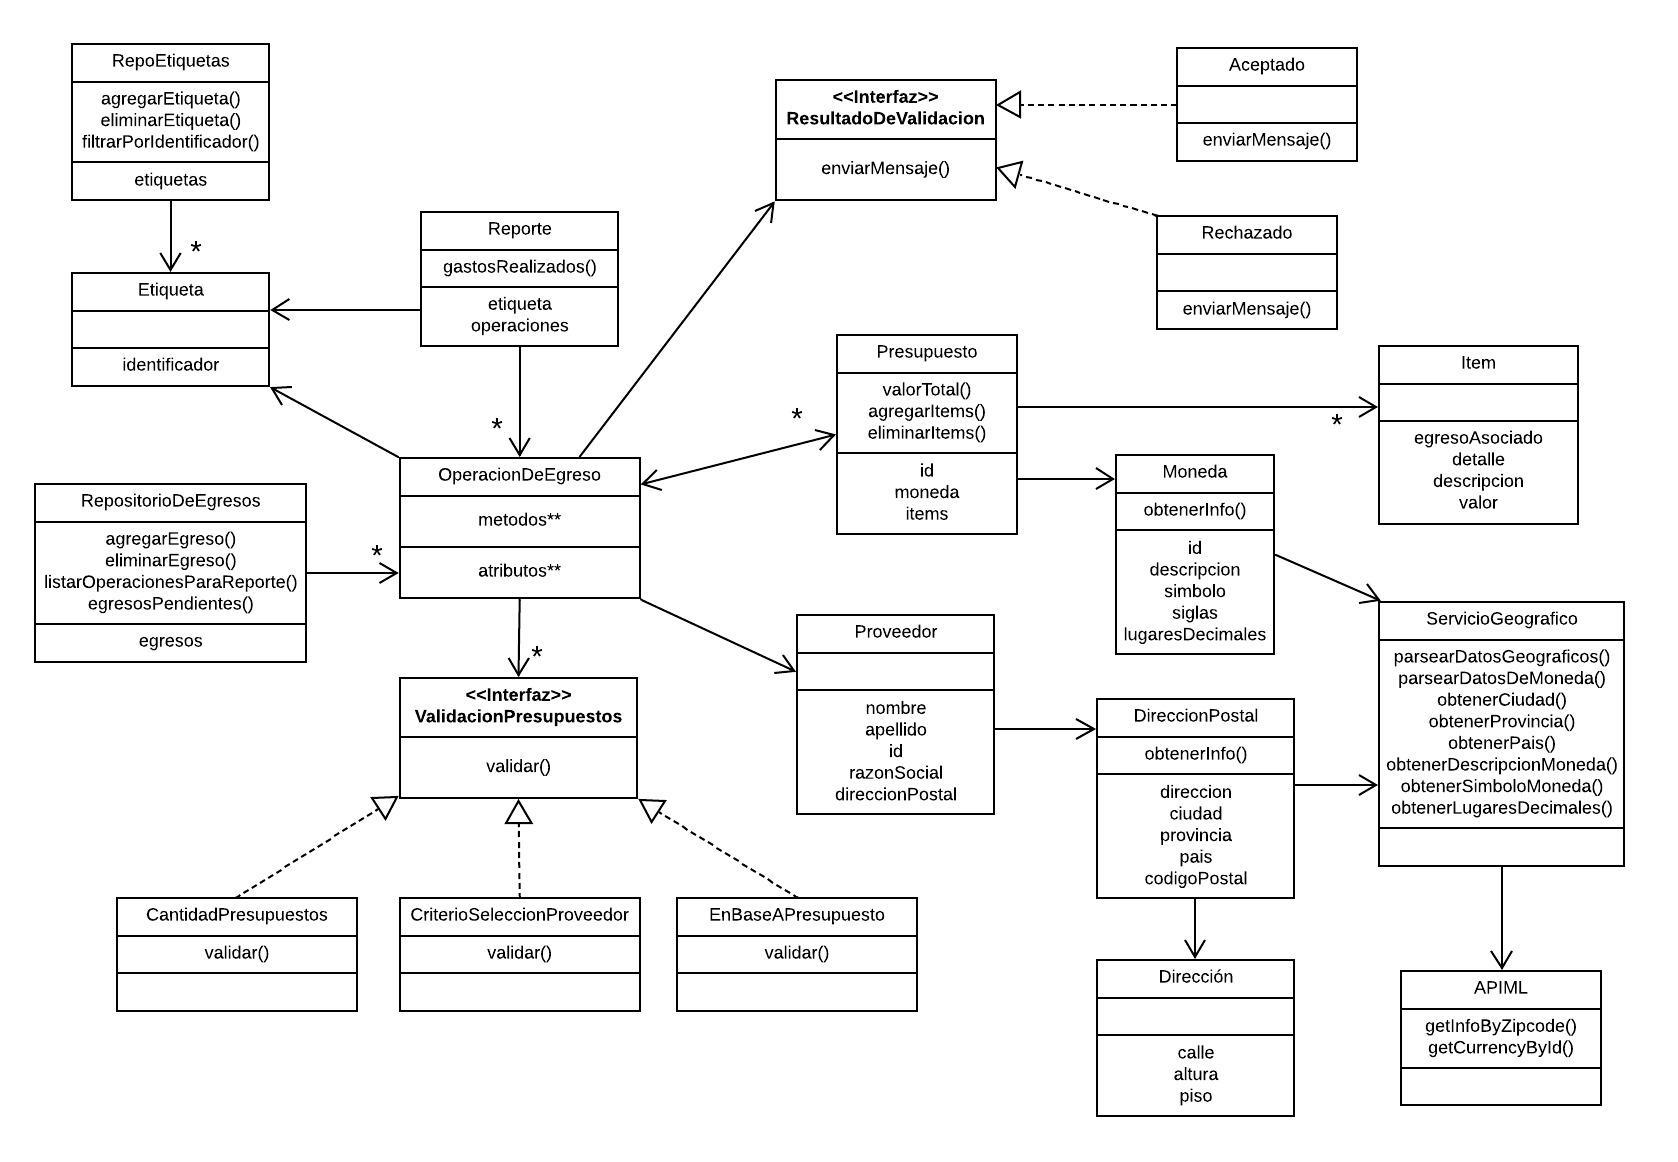 RepoEtiquetas
agregarEtiqueta()
eliminarEtiqueta()
filtrarPorIdentificador()
etiquetas
*
Etiqueta
identificador
Reporte
gastosRealizados()
etiqueta
operaciones
*
<<Interfaz>>
ResultadoDeValidacion
enviarMensaje()
Aceptado
enviarMensaje()
Rechazado
enviarMensaje()
Presupuesto
valorTotal()
agregarItems()
eliminarItems()
id
moneda
items
*
Item
egresoAsociado
detalle
descripcion
valor
*
Moneda
obtenerInfo()
id
descripcion
simbolo
siglas
lugaresDecimales
OperacionDeEgreso
metodos**
atributos**
RepositorioDeEgresos
agregarEgreso()
eliminarEgreso()
listarOperacionesParaReporte()
egresosPendientes()
egresos
*
*
<<Interfaz>>
ValidacionPresupuestos
validar()
Proveedor
nombre
apellido
id
razonSocial
direccionPostal
DireccionPostal
obtenerInfo()
direccion
ciudad
provincia
pais
codigoPostal
ServicioGeografico
parsearDatosGeograficos()
parsearDatosDeMoneda()
obtenerCiudad()
obtenerProvincia()
obtenerPais()
obtenerDescripcionMoneda()
obtenerSimboloMoneda()
obtenerLugaresDecimales()
CantidadPresupuestos
validar()
CriterioSeleccionProveedor
validar()
EnBaseAPresupuesto
validar()
Dirección
calle
altura
piso
APIML
getInfoByZipcode()
getCurrencyById()